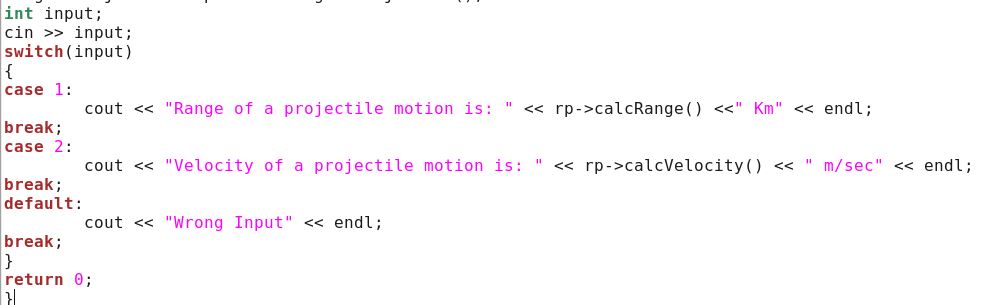 int input;
cin >> input;
switch(input)
{
case 1:
        cout << "Range of a projectile motion is: " << rp->calcRange() <<" Km" << endl;
break;
case 2:
        cout << "Velocity of a projectile motion is: " << rp->calcVelocity() << " m/sec" << endl;
break;
default:
        cout << "Wrong Input" << endl;
break;
}
return 0;
}